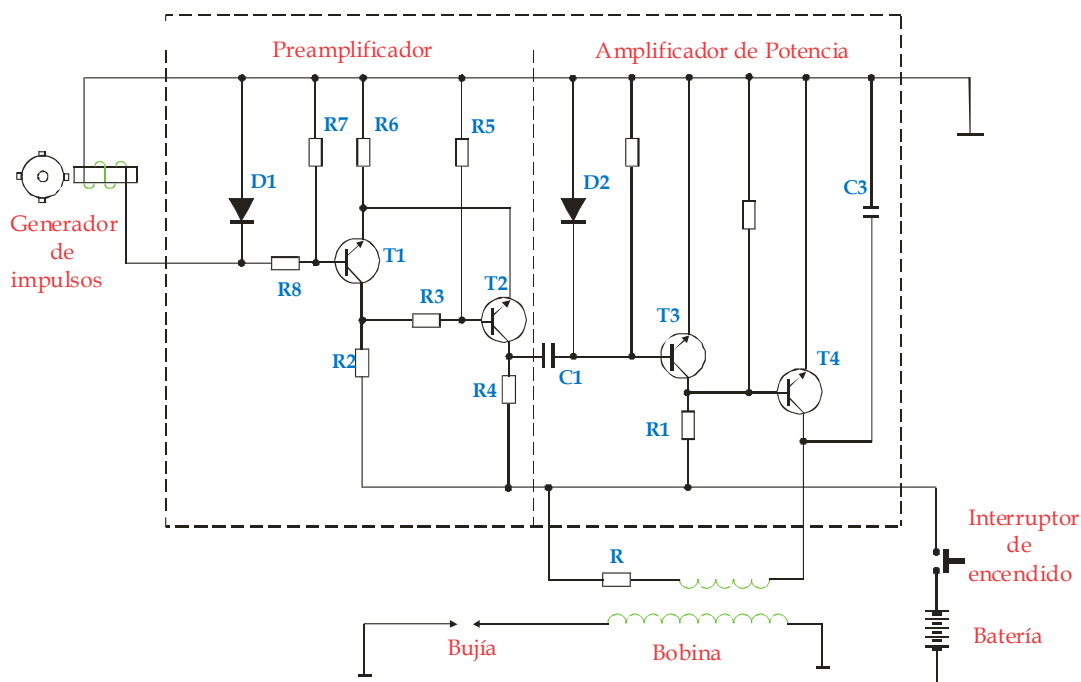 Preamplificador
Amplificador de Potencia
R7
R6
R5
D1
D2
C3
Generador
de
impulsos
T1
R8
T2
R3
T3
R2
T4
R4
C1
R1
Interruptor
de
encendido
R
Bujía
Bobina
Batería